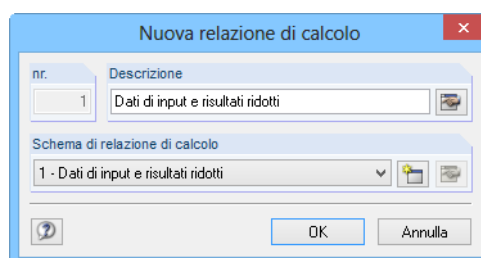 Nuova relazione di calcolo
nr. Descrizione
1 Dati di input e risultati ridotti
Schema di relazione di calcolo
1 - Dati di input e risultati ridotti
OK Annulla